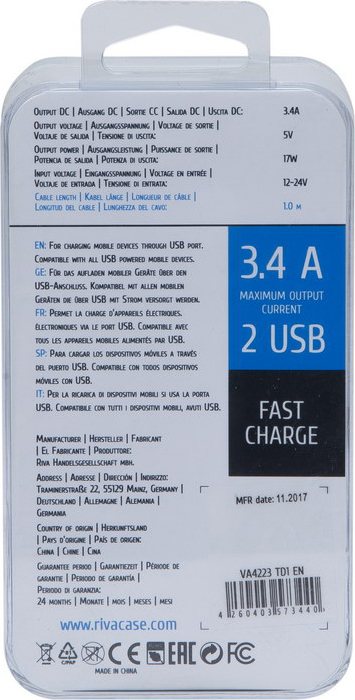 Output DC | Ausgang DC | Sortie CC | Salida DC | Uscita DC: 3.4A
Output voltage | Ausgangsspannung | Voltage de sortie |
Voltaje de salida | Tensione di uscita: 5V
Output power | Ausgangsleistung | Puissance de sortie |
Potencia de salida | Potenza di uscita: 17W
Input voltage | Eingangsspannung | Voltage en entrée |
Voltaje de entrada | Tensione di entrata: 12-24V
Cable length | Kabel länge | Longueur de câble |
Longitud del cable | Lunghezza del cavo: 1.0 m
EN: For charging mobile devices through USB port.
Compatible with all USB powered mobile devices.
GE: Für das aufladen mobiler Geräte über den
USB-Anschluss. Kompatibel mit allen mobilen
Geräten die über USB mit Strom versorgt werden.
FR: Permet la charge d'appareils électriques.
électroniques via le port USB. Compatible avec
tous les appareils mobiles alimentés par USB.
SP: Para cargar los dispositivos móviles a través
del puerto USB. Compatible con todos dispositivos
móviles con USB.
IT: Per la ricarica di dispositivi mobili si usa la porta
USB. Compatibile con tutti i dispositivi mobili, avuti USB.
3.4 A
MAXIMUM OUTPUT
CURRENT
2 USB
FAST
CHARGE
Manufacturer | Hersteller | Fabricant
| El Fabricante | Produttore:
Riva Handelsgesellschaft mbH.
Address | Adresse | Dirección | Indirizzo:
Traminerstraße 22, 55129 Mainz, Germany |
Deutschland | Allemagne | Alemania |
Germania
Country of origin | Herkunftsland
| Pays d'origine | País de origen:
China | Chine | Cina
Guarantee period | Garantiezeit | Période de
garantie | Periodo de garantía |
Periodo di garanzia:
24 months | Monate | mois | meses | mesi
www.rivacase.com
MFR date: 11.2017
VA4223 TD1 EN
4 260403 573440
C/PAP
CE EAC FC
MADE IN CHINA